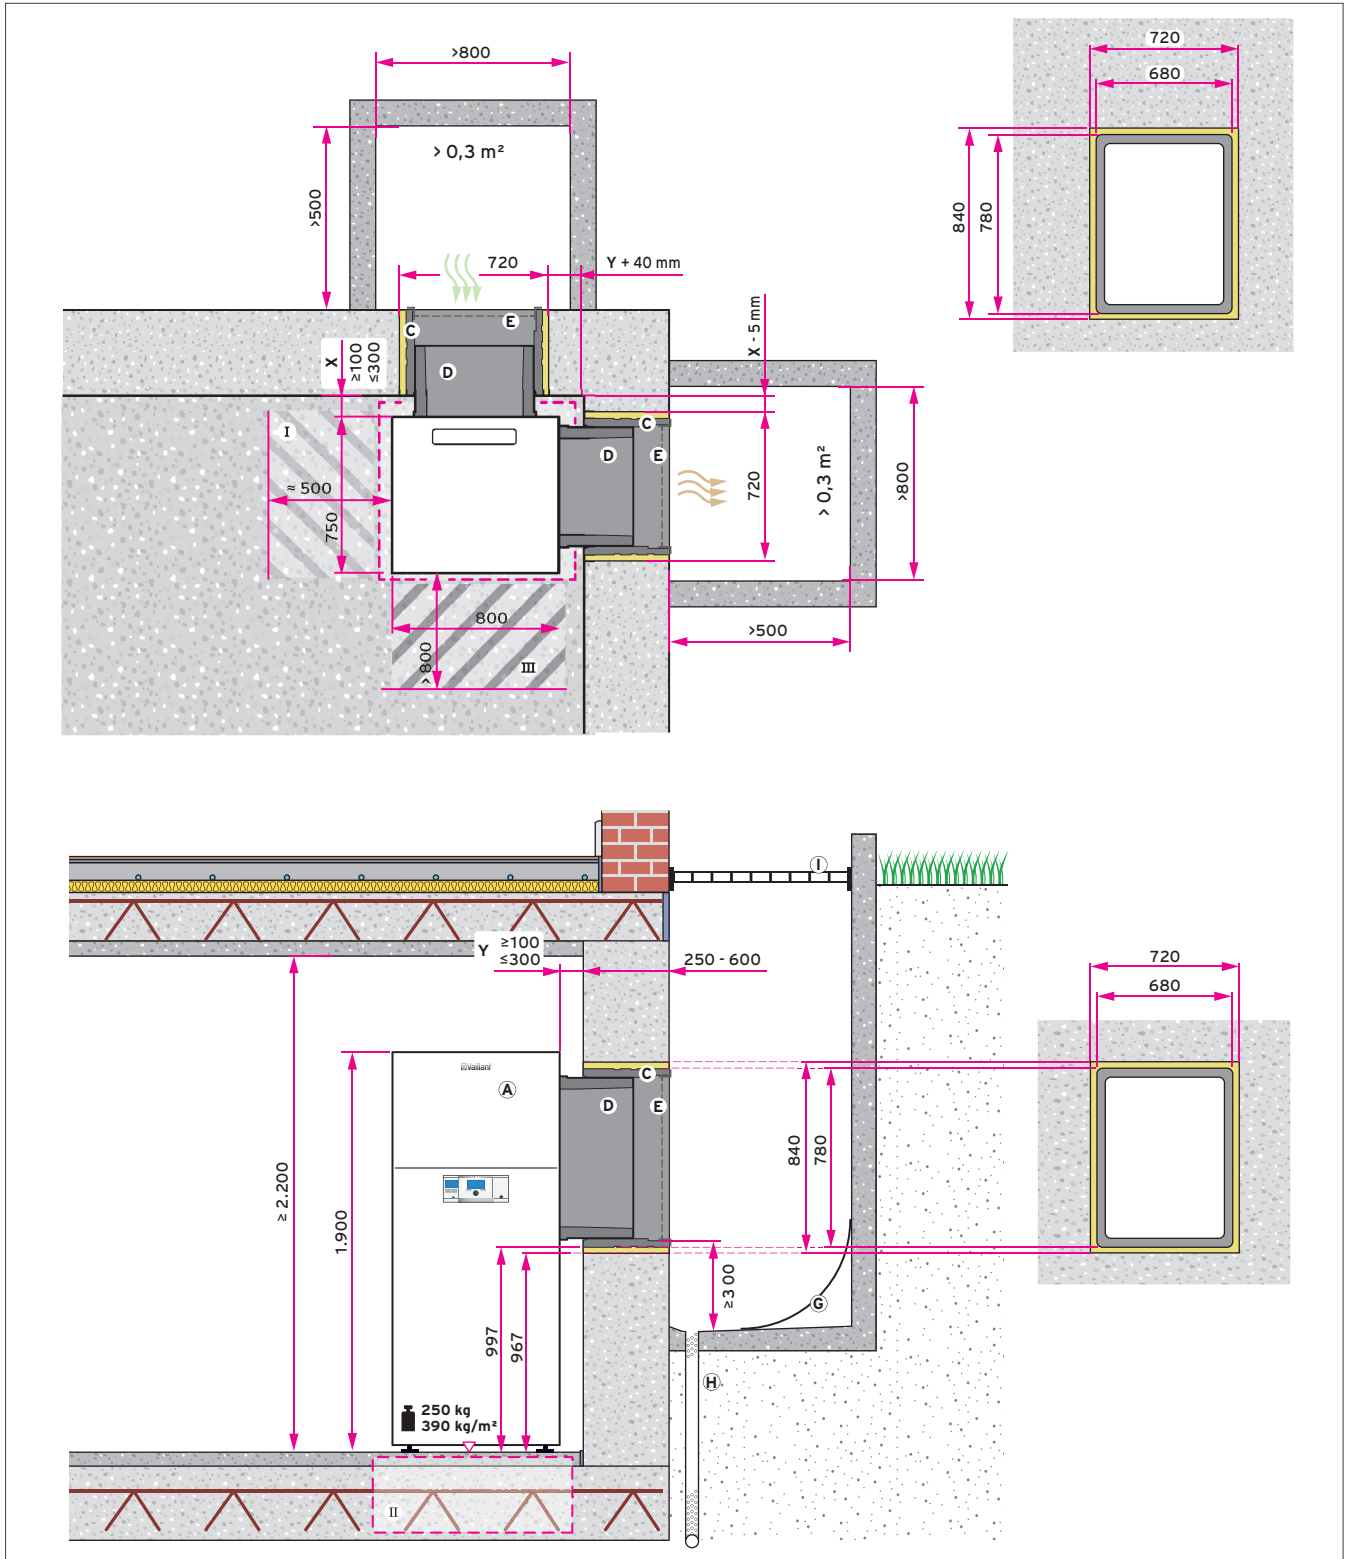 >800
> 0,3 m²
>500
720
Y + 40 mm
C
E
D
X
≥100
≤300
X - 5 mm
I
≈ 500
750
C
D
E
720
> 0,3 m²
>800
800
>800
III
>500
720
680
840
780
I
Y
≥100
≤300
250 - 600
≥ 2.200
1.900
Vaillant
A
C
D
E
840
780
≥300
G
997
967
H
250 kg
390 kg/m²
II
720
680